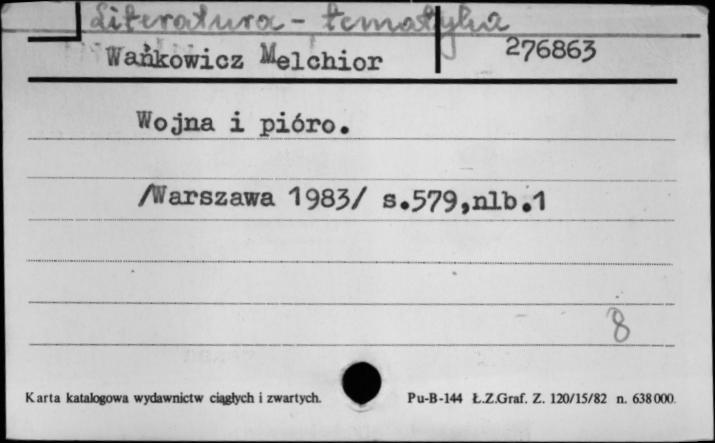 Literatura - tematyka
Wańkowicz Melchior 276863
Wojna i pióro.
/Warszawa 1983/ s.579,nlb.1
8
Karta katalogowa wydawnictw ciągłych i zwartych. Pu-B-144 Ł.Z.Graf. Z. 120/15/82 n. 638000.